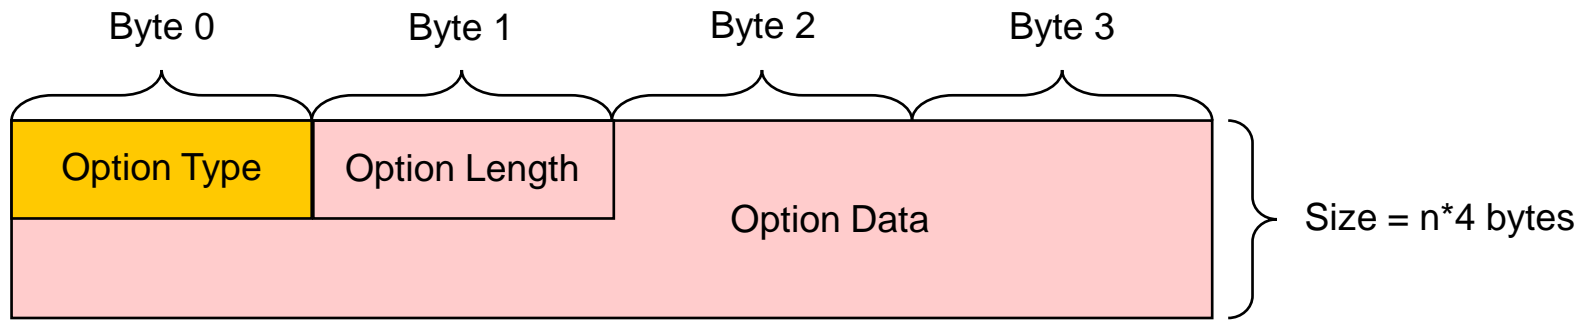 Byte 0 Byte 1 Byte 2 Byte 3
Option Type Option Length
Option Data
Size = n*4 bytes